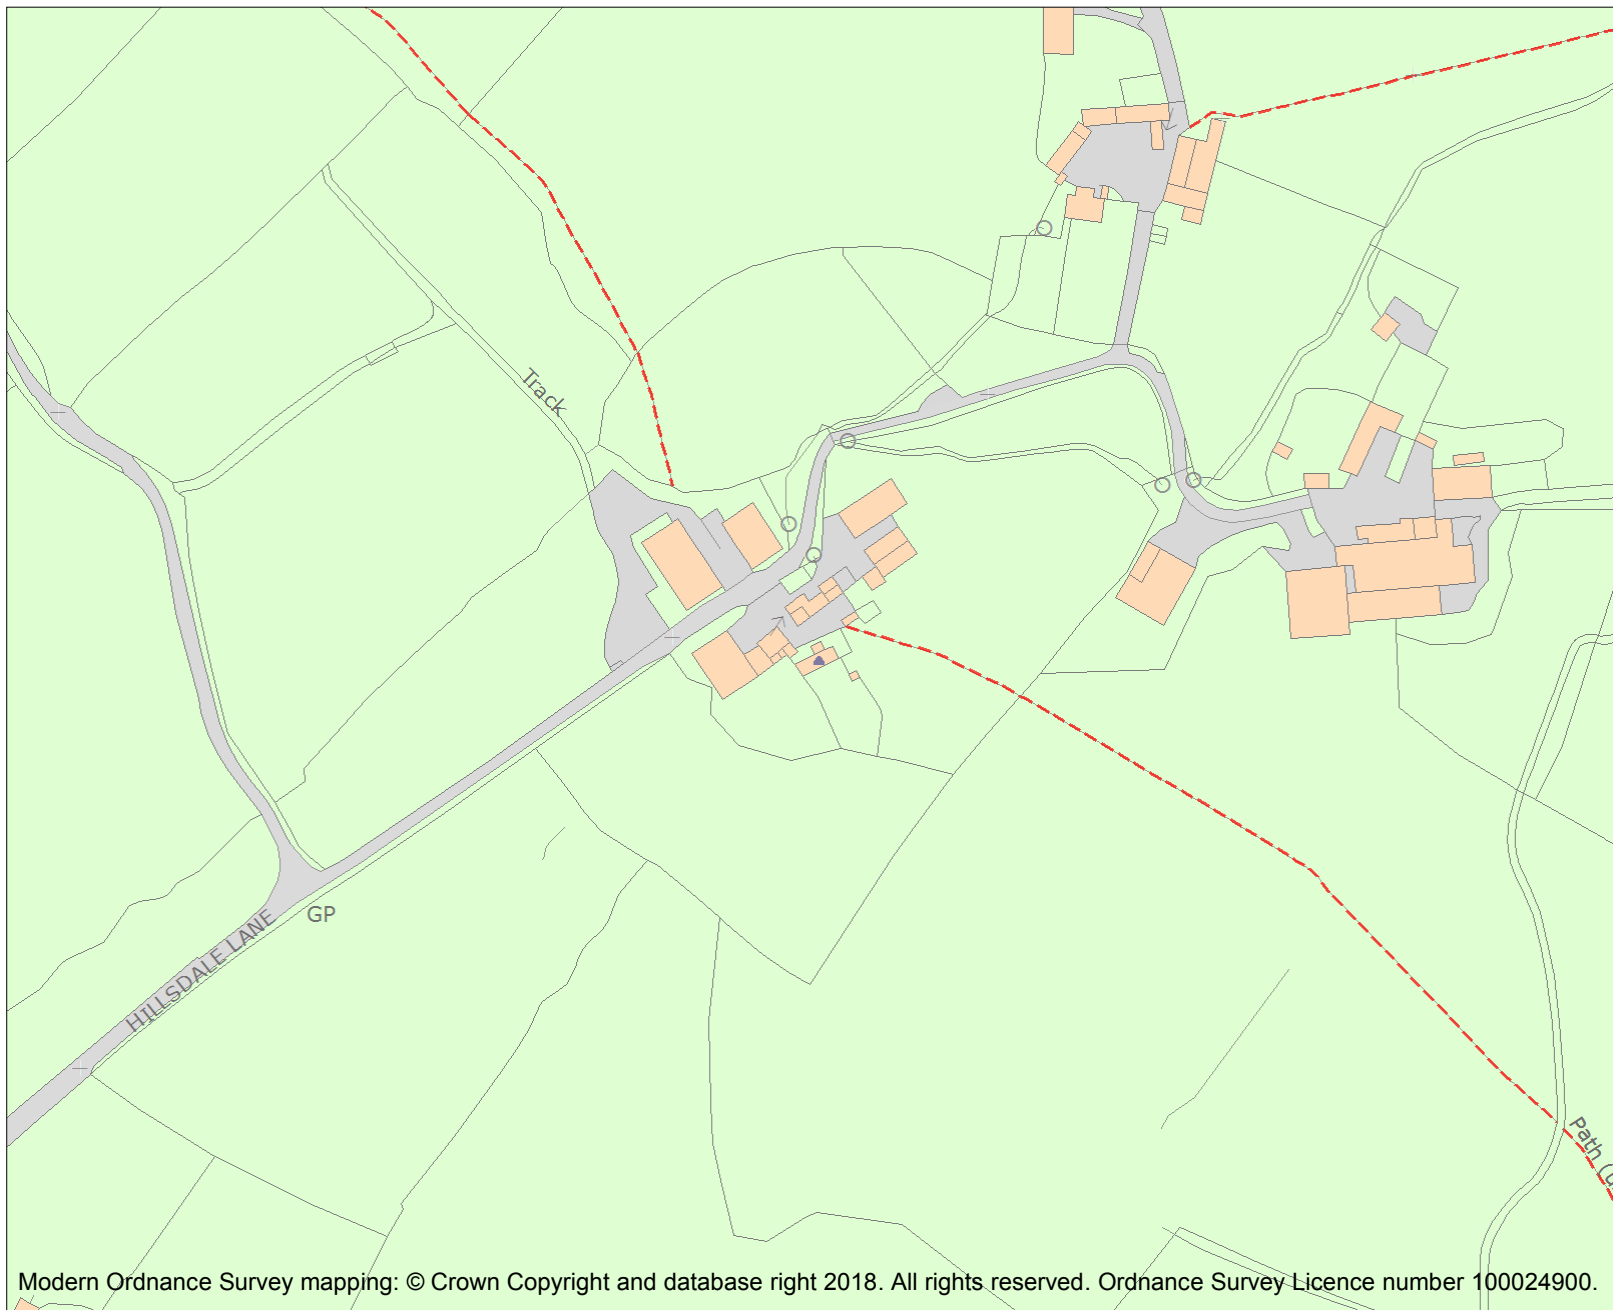 Track
GP
HILLSDALE LANE
Path (u
Modern Ordnance Survey mapping: © Crown Copyright and database right 2018. All rights reserved. Ordnance Survey Licence number 100024900.